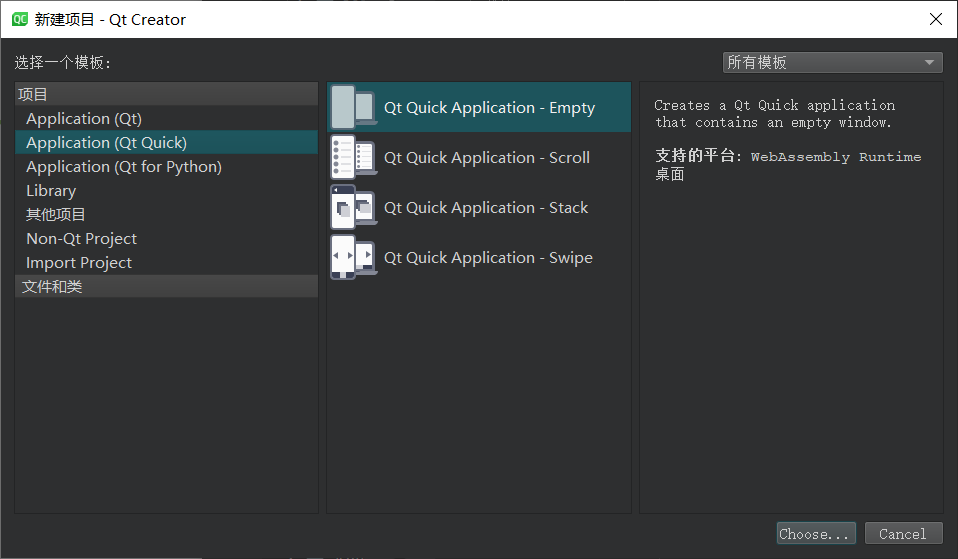 QC 新建项目 - Qt Creator
选择一个模板:
所有模板
项目
Application (Qt)
Application (Qt Quick)
Application (Qt for Python)
Library
其他项目
Non-Qt Project
Import Project
文件和类
Qt Quick Application - Empty
Qt Quick Application - Scroll
Qt Quick Application - Stack
Qt Quick Application - Swipe
Creates a Qt Quick application
that contains an empty window.
支持的平台: WebAssembly Runtime
桌面
Choose...
Cancel